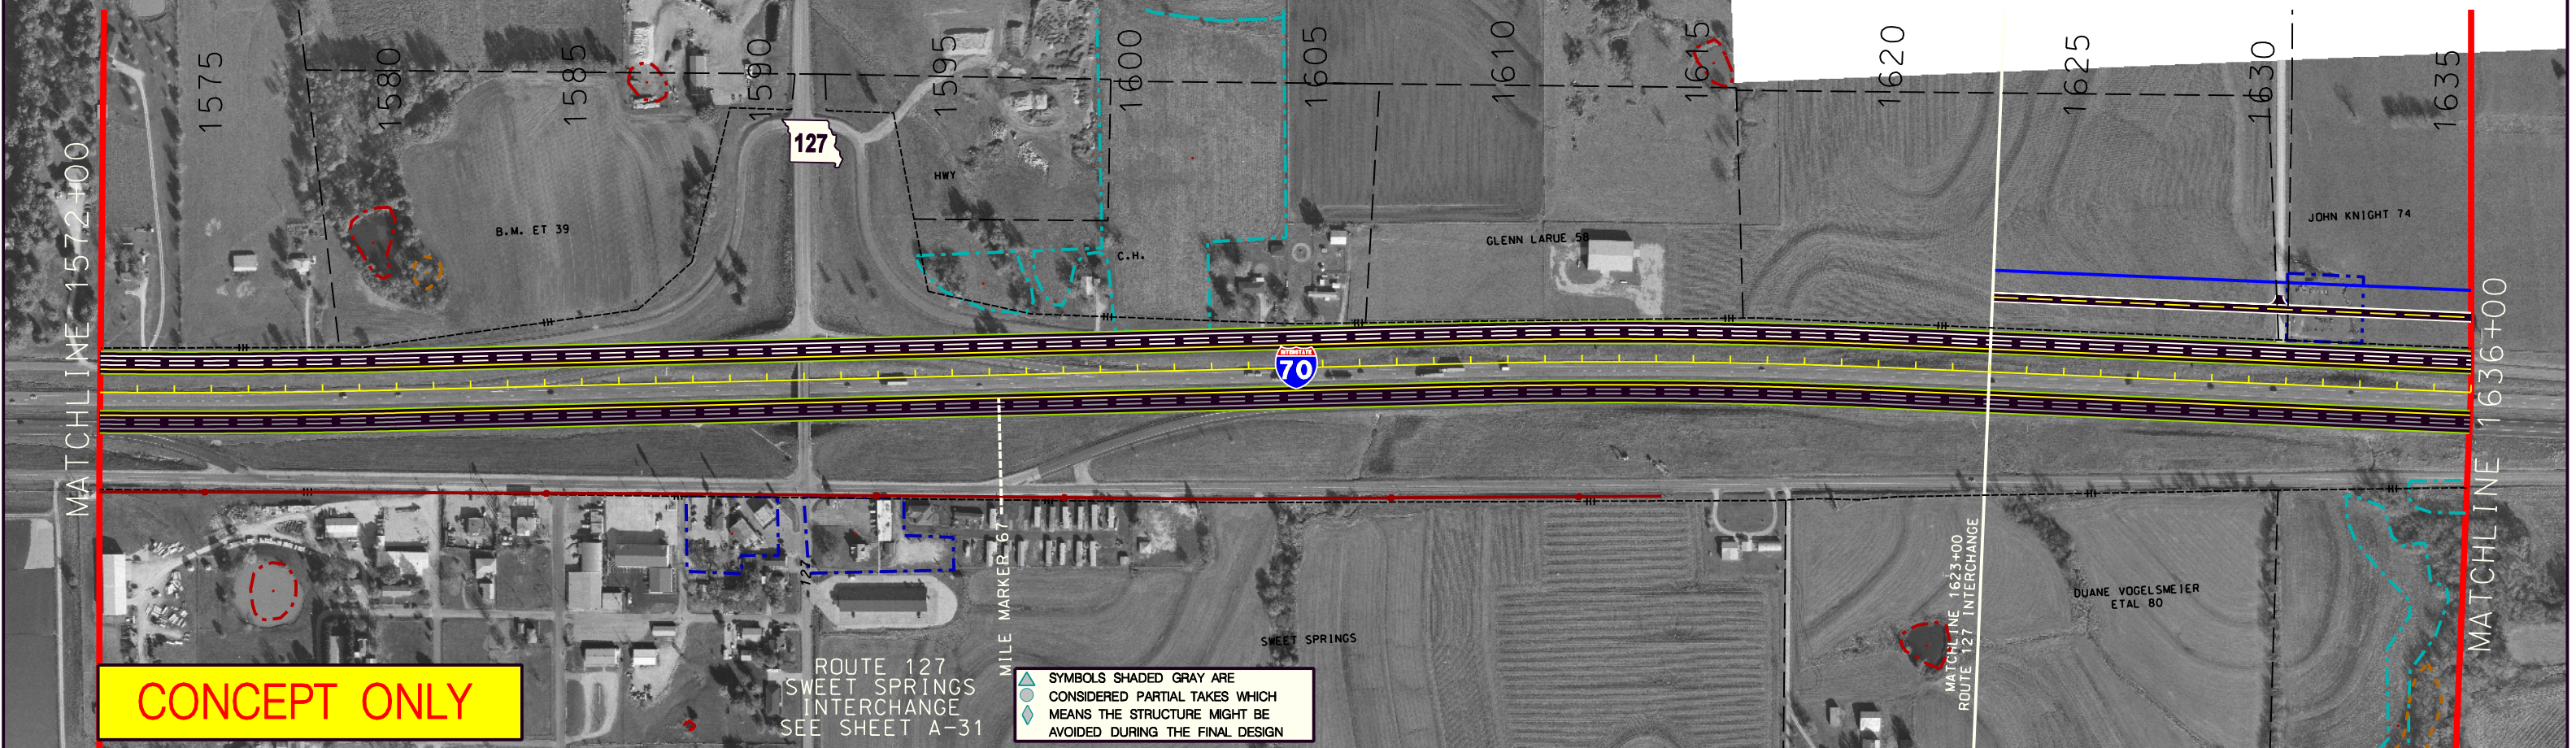 1575
1580
1585
1590
1595
1600
1605
1610
1615
1620
1625
1630
1635
127
HWY
B.M. ET 39
C.H.
GLENN LARUE 58
JOHN KNIGHT 74
MATCHLINE 1572+00
INTERSTATE
70
MATCHLINE 1636+00
127
MILE MARKER 67
MATCHLINE 1623+00
ROUTE 127 INTERCHANGE
DUANE VOGELSMEIER
ETAL 80
SWEET SPRINGS
CONCEPT ONLY
ROUTE 127
SWEET SPRINGS
INTERCHANGE
SEE SHEET A-31
SYMBOLS SHADED GRAY ARE
CONSIDERED PARTIAL TAKES WHICH
MEANS THE STRUCTURE MIGHT BE
AVOIDED DURING THE FINAL DESIGN